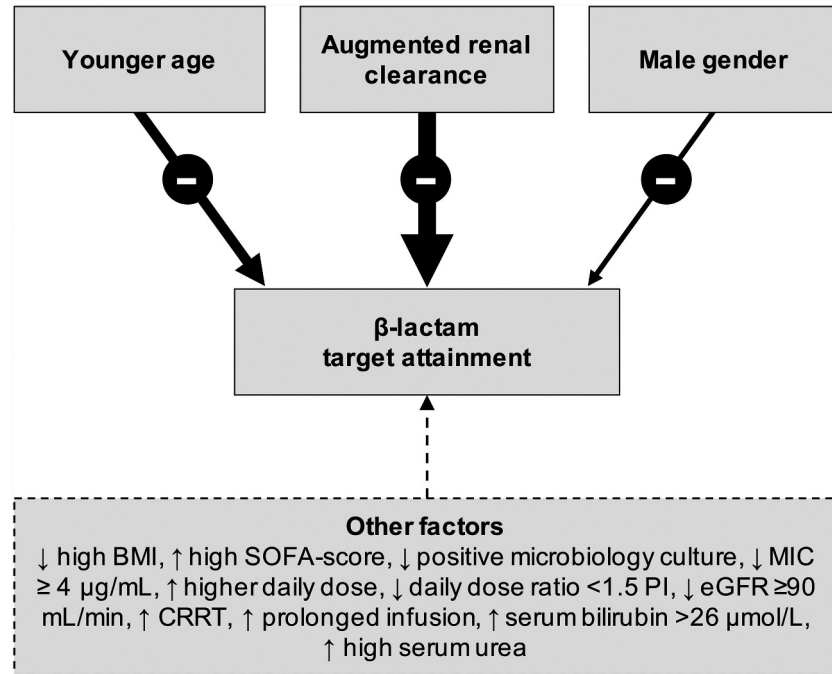 Younger age
Augmented renal
clearance
Male gender
–
–
–
β-lactam
target attainment
Other factors
↓ high BMI, ↑ high SOFA-score, ↓ positive microbiology culture, ↓ MIC
≥ 4 µg/mL, ↑ higher daily dose, ↓ daily dose ratio <1.5 PI, ↓ eGFR ≥90
mL/min, ↑ CRRT, ↑ prolonged infusion, ↑ serum bilirubin >26 µmol/L,
↑ high serum urea